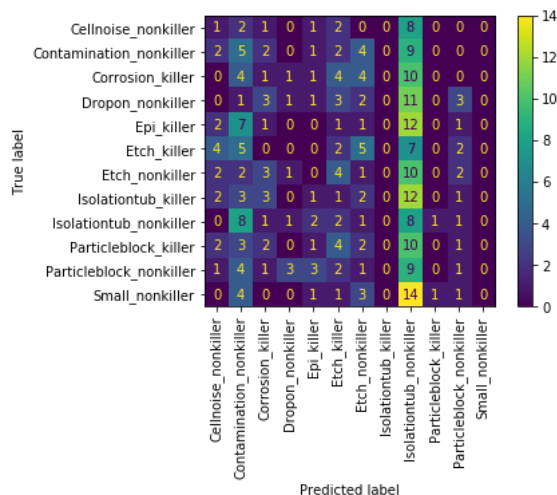 Cellnoise_nonkiller 1 2 1 0 1 2 0 0 8 0 0 0
Contamination_nonkiller 2 5 2 0 1 2 4 0 9 0 0 0
Corrosion_killer 0 4 1 1 1 4 4 0 10 0 0 0
Dropon_nonkiller 0 1 3 1 1 3 2 0 11 0 3 0
Epi_killer 2 7 1 0 0 1 1 0 12 0 1 0
Etch_killer 4 5 0 0 0 2 5 0 7 0 2 0
Etch_nonkiller 2 2 3 1 0 4 1 0 10 0 2 0
Isolationtub_killer 2 3 3 0 1 1 2 0 12 0 1 0
Isolationtub_nonkiller 0 8 1 1 2 2 1 0 8 1 1 0
Particleblock_killer 2 3 2 0 1 4 2 0 10 0 1 0
Particleblock_nonkiller 1 4 1 3 3 2 1 0 9 0 1 0
Small_nonkiller 0 4 0 0 1 1 3 0 14 1 1 0
True label
Cellnoise_nonkiller
Contamination_nonkiller
Corrosion_killer
Dropon_nonkiller
Epi_killer
Etch_killer
Etch_nonkiller
Isolationtub_killer
Isolationtub_nonkiller
Particleblock_killer
Particleblock_nonkiller
Small_nonkiller
Predicted label
14
12
10
8
6
4
2
0